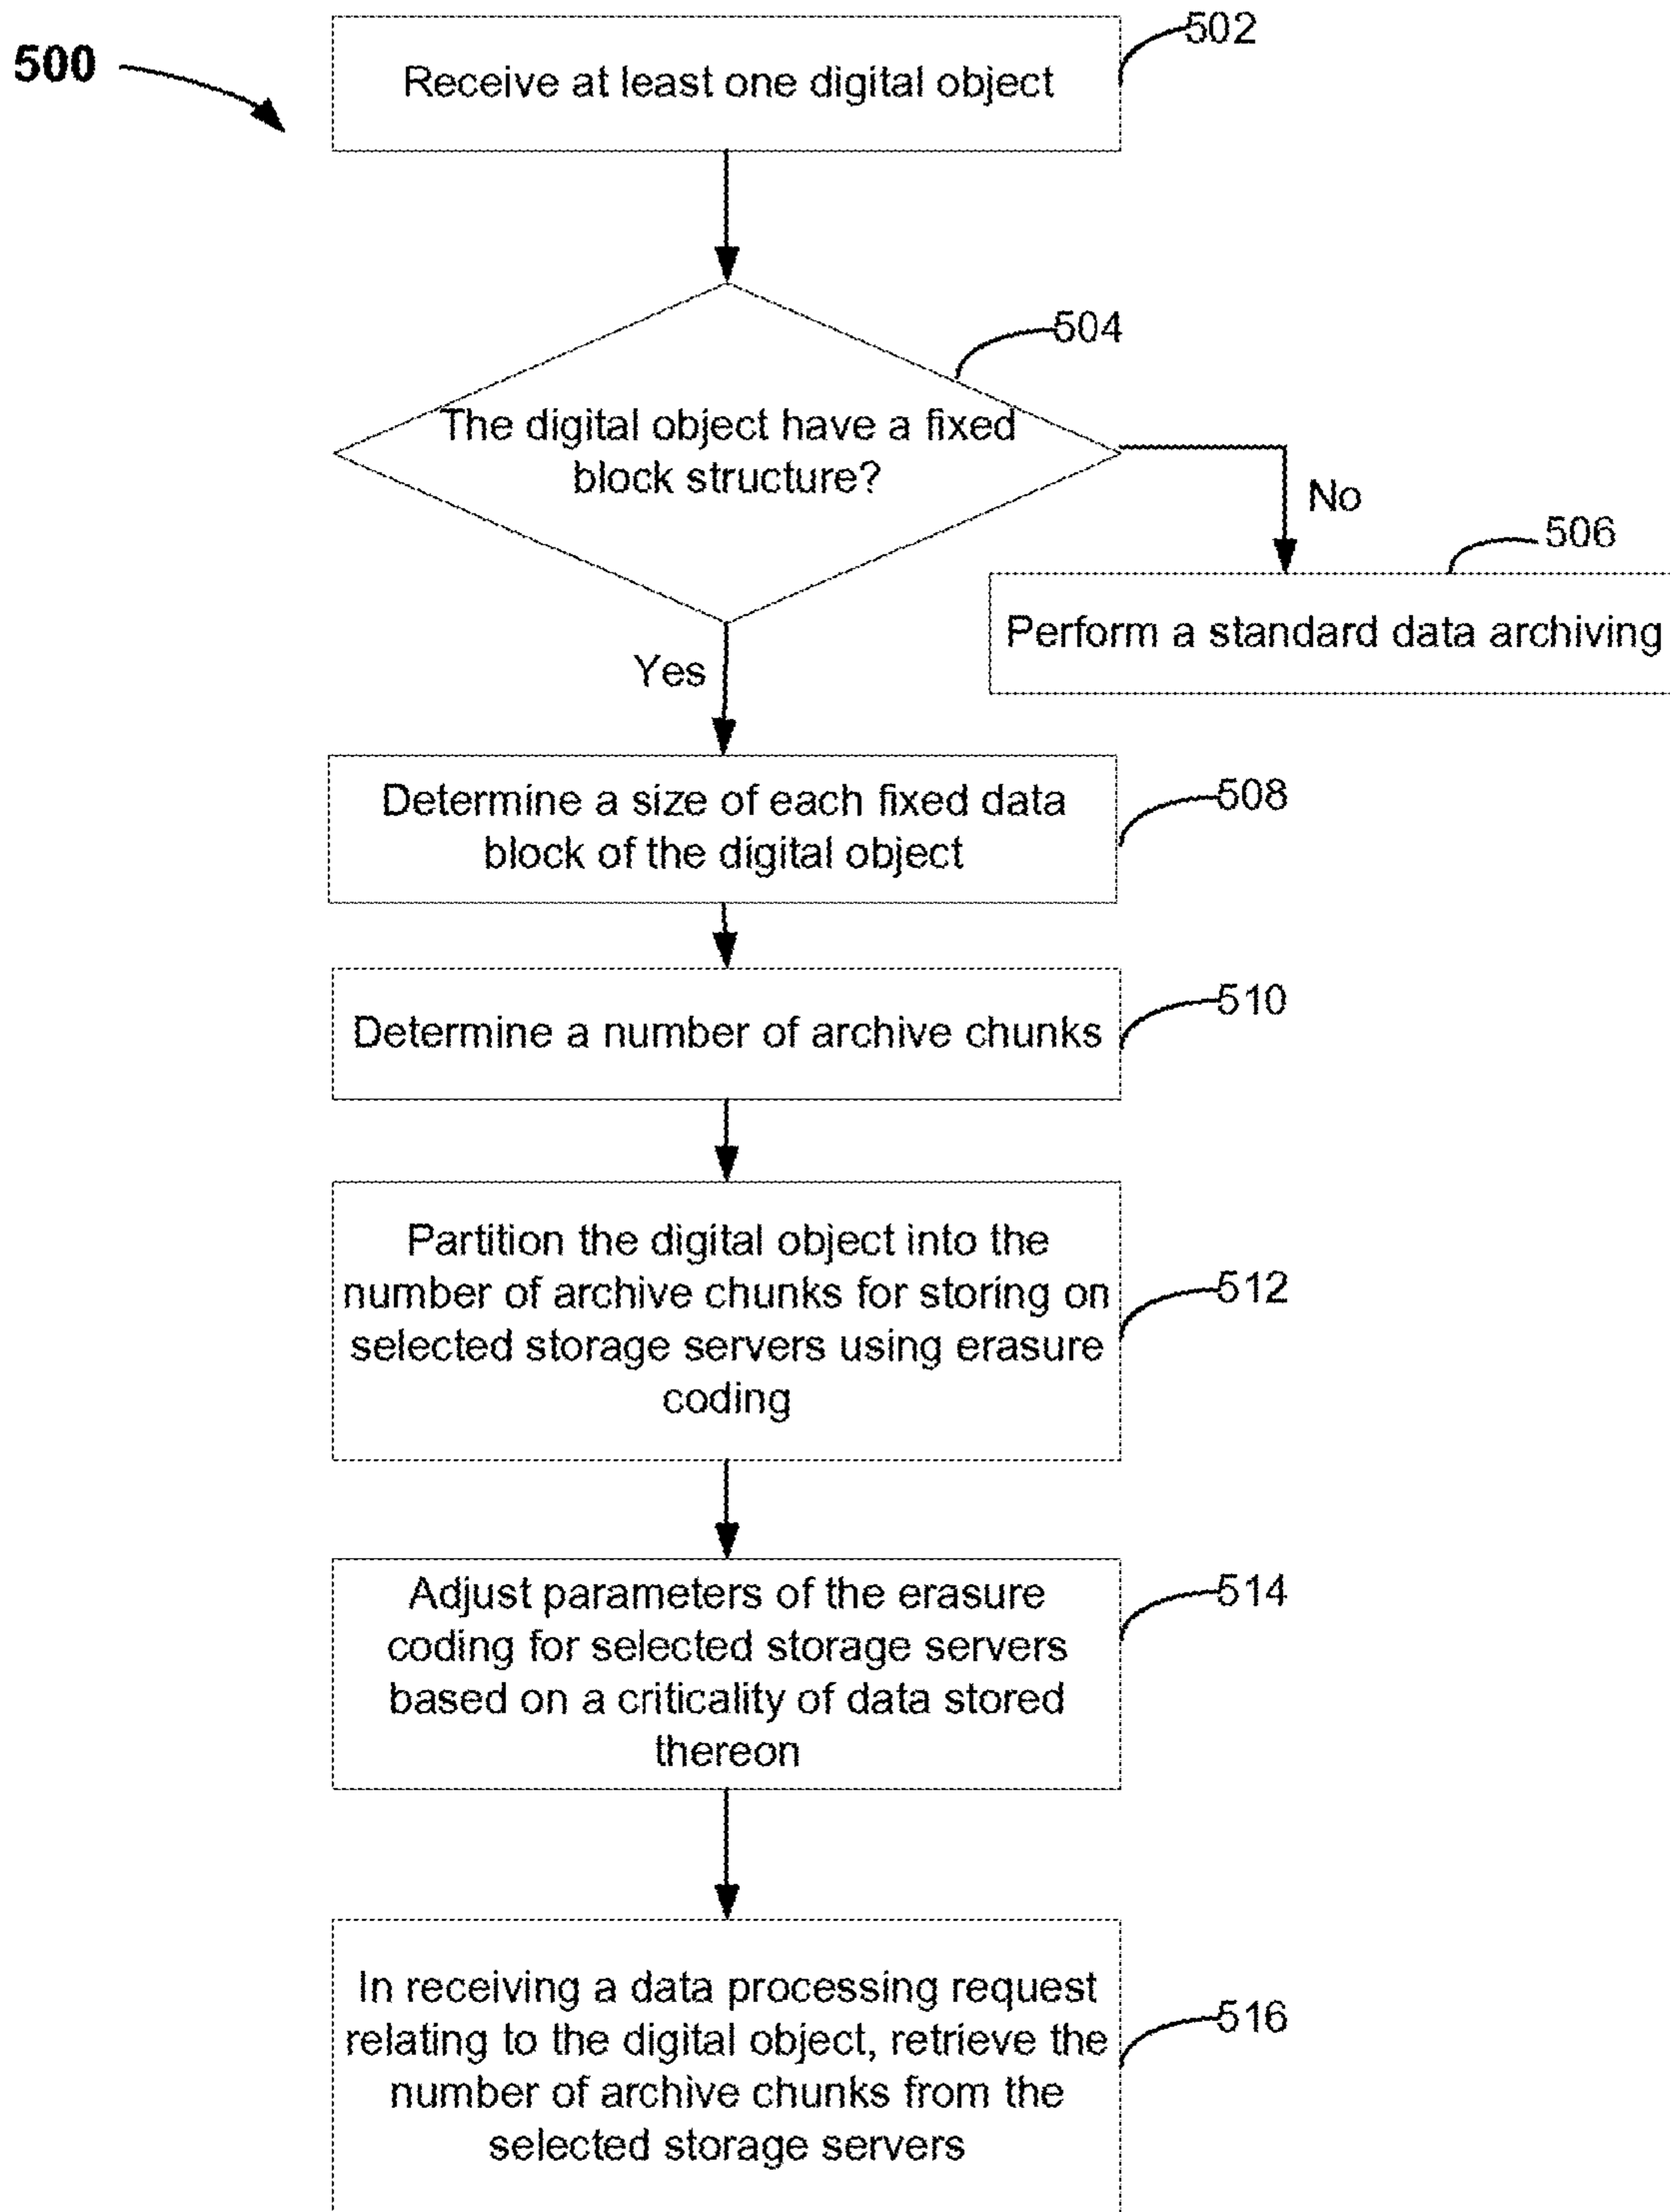 500
502
Receive at least one digital object
504
The digital object have a fixed
block structure?
No
506
Perform a standard data archiving
Yes
508
Determine a size of each fixed data
block of the digital object
510
Determine a number of archive chunks
Partition the digital object into the
number of archive chunks for storing on
selected storage servers using erasure
coding
512
Adjust parameters of the erasure
coding for selected storage servers
based on a criticality of data stored
thereon
514
In receiving a data processing request
relating to the digital object, retrieve the
number of archive chunks from the
selected storage servers
516